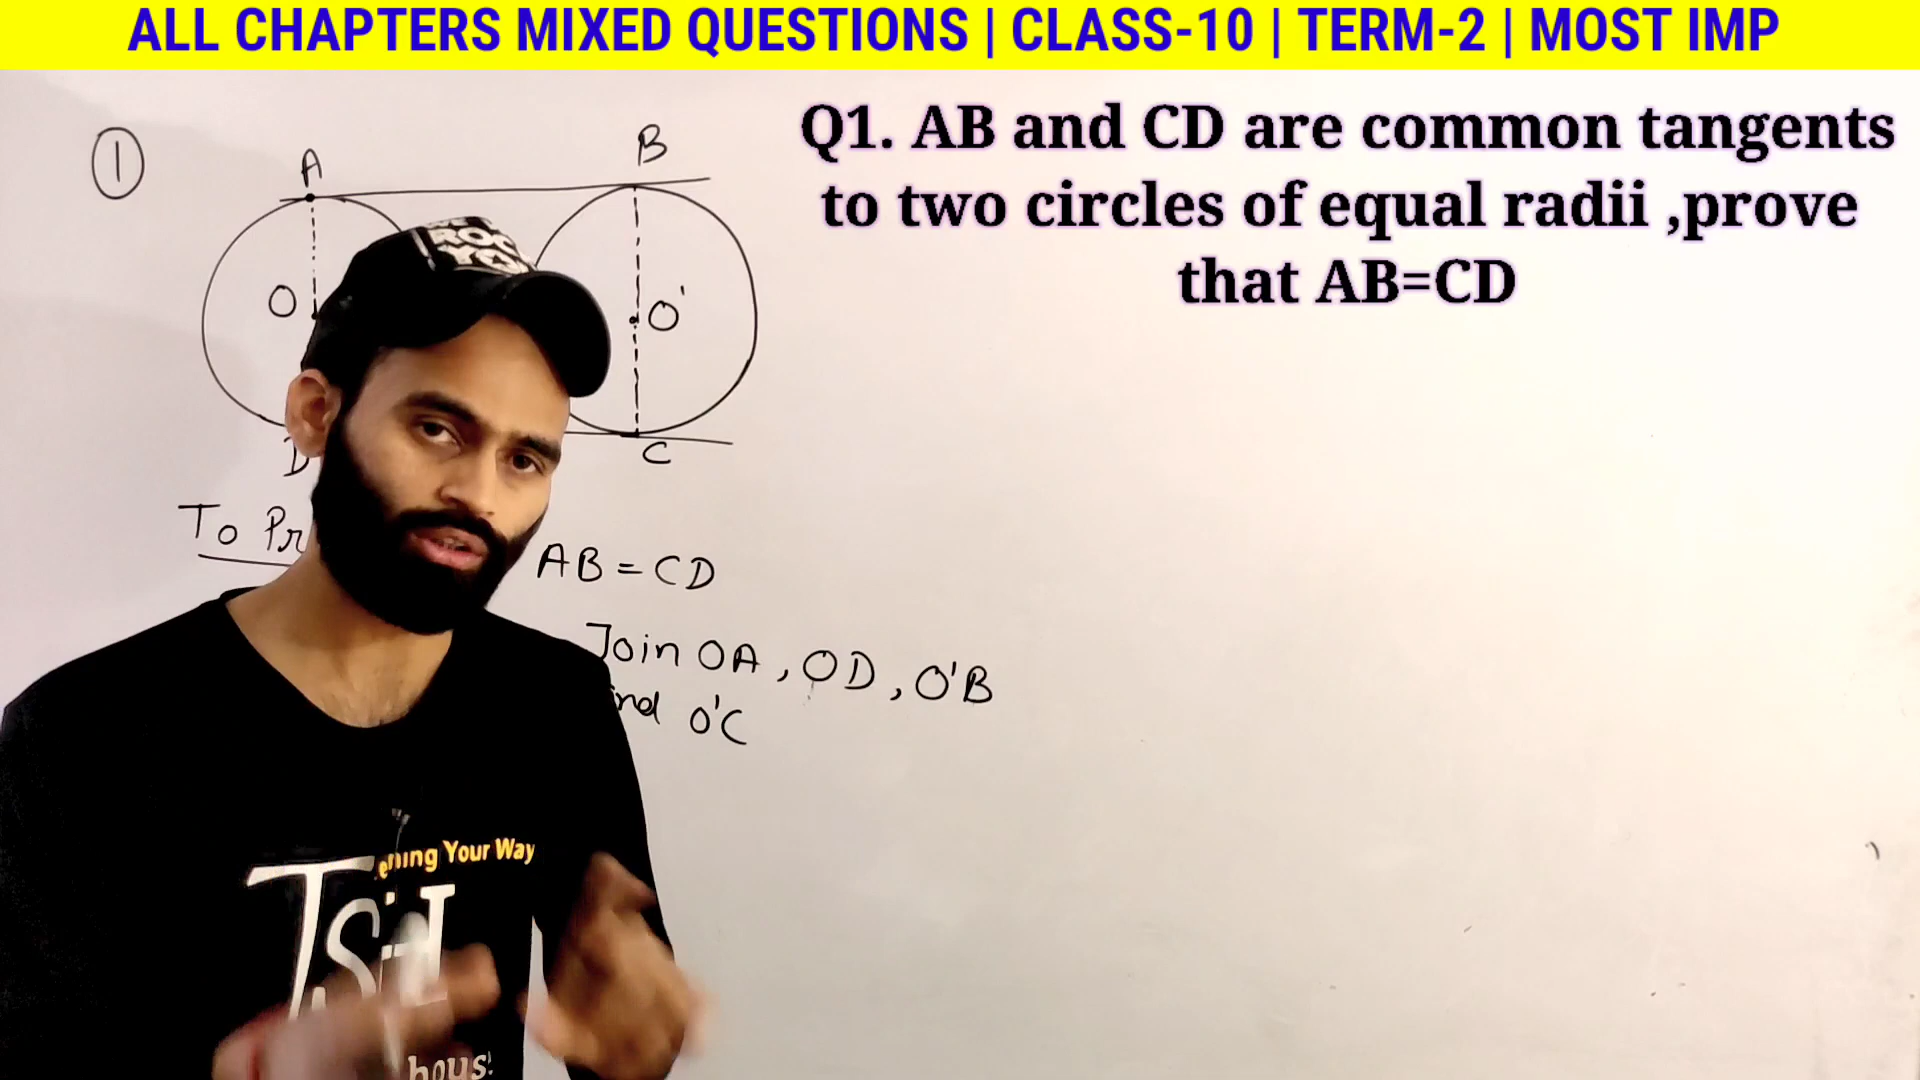 ALL CHAPTERS MIXED QUESTIONS | CLASS-10 | TERM-2 | MOST IMP
Q1. AB and CD are common tangents
to two circles of equal radii ,prove
that AB=CD
1
A
B
O
O'
D
C
To Pr
AB = CD
Join OA , OD , O'B
O'C
Your Way